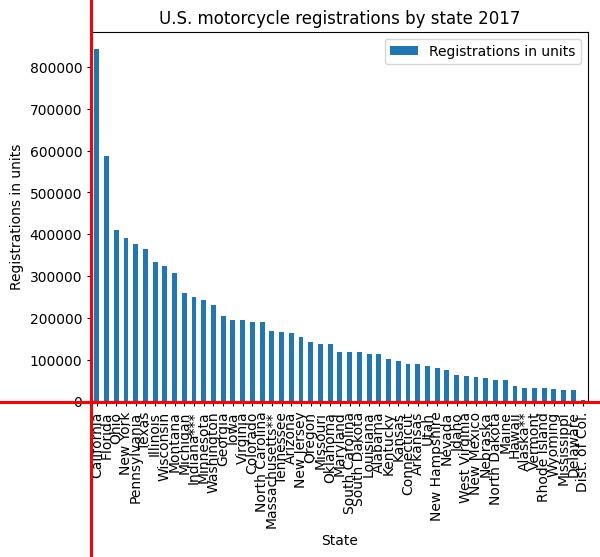 U.S. motorcycle registrations by state 2017
Registrations in units
800000
700000
600000
500000
400000
300000
200000
100000
0
Registrations in units
California
Florida
Ohio
New York
Pennsylvania
Texas
Illinois
Wisconsin
Montana
Michigan
Indiana***
Minnesota
Washington
Georgia
Iowa
Virginia
Colorado
North Carolina
Massachusetts**
Tennessee
Arizona
New Jersey
Oregon
Missouri
Oklahoma
Maryland
South Carolina
South Dakota
Louisiana
Alabama
Kentucky
Kansas
Connecticut
Arkansas
Utah
New Hampshire
Nevada
Idaho
West Virginia
New Mexico
Nebraska
North Dakota
Maine
Hawaii
Alaska**
Vermont
Rhode Island
Wyoming
Mississippi
Delaware
Dist. of Col.
State